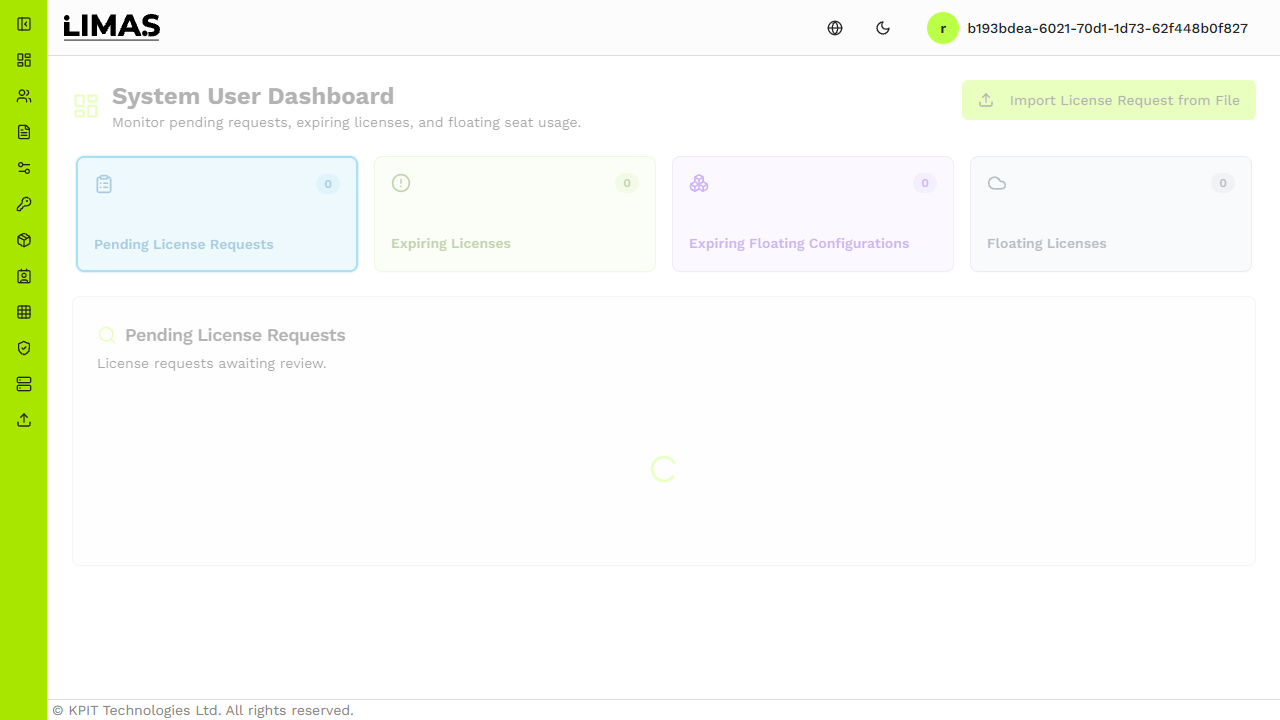 LIMAS
r
b193bdea-6021-70d1-1d73-62f448b0f827
System User Dashboard
Monitor pending requests, expiring licenses, and floating seat usage.
Import License Request from File
0
Pending License Requests
0
Expiring Licenses
0
Expiring Floating Configurations
0
Floating Licenses
Pending License Requests
License requests awaiting review.
© KPIT Technologies Ltd. All rights reserved.